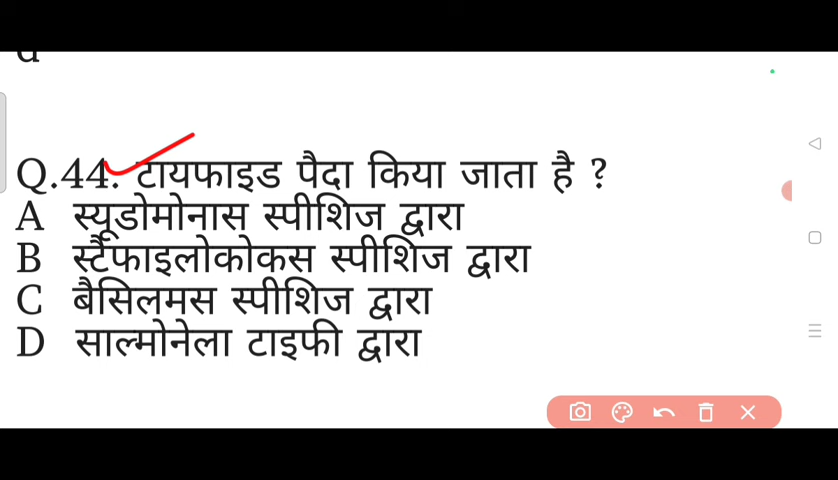 Q.44. टायफाइड पैदा किया जाता है ?
A स्यूडोमोनास स्पीशिज द्वारा
B स्टैफाइलोकोकस स्पीशिज द्वारा
C बैसिलमस स्पीशिज द्वारा
D साल्मोनेला टाइफी द्वारा